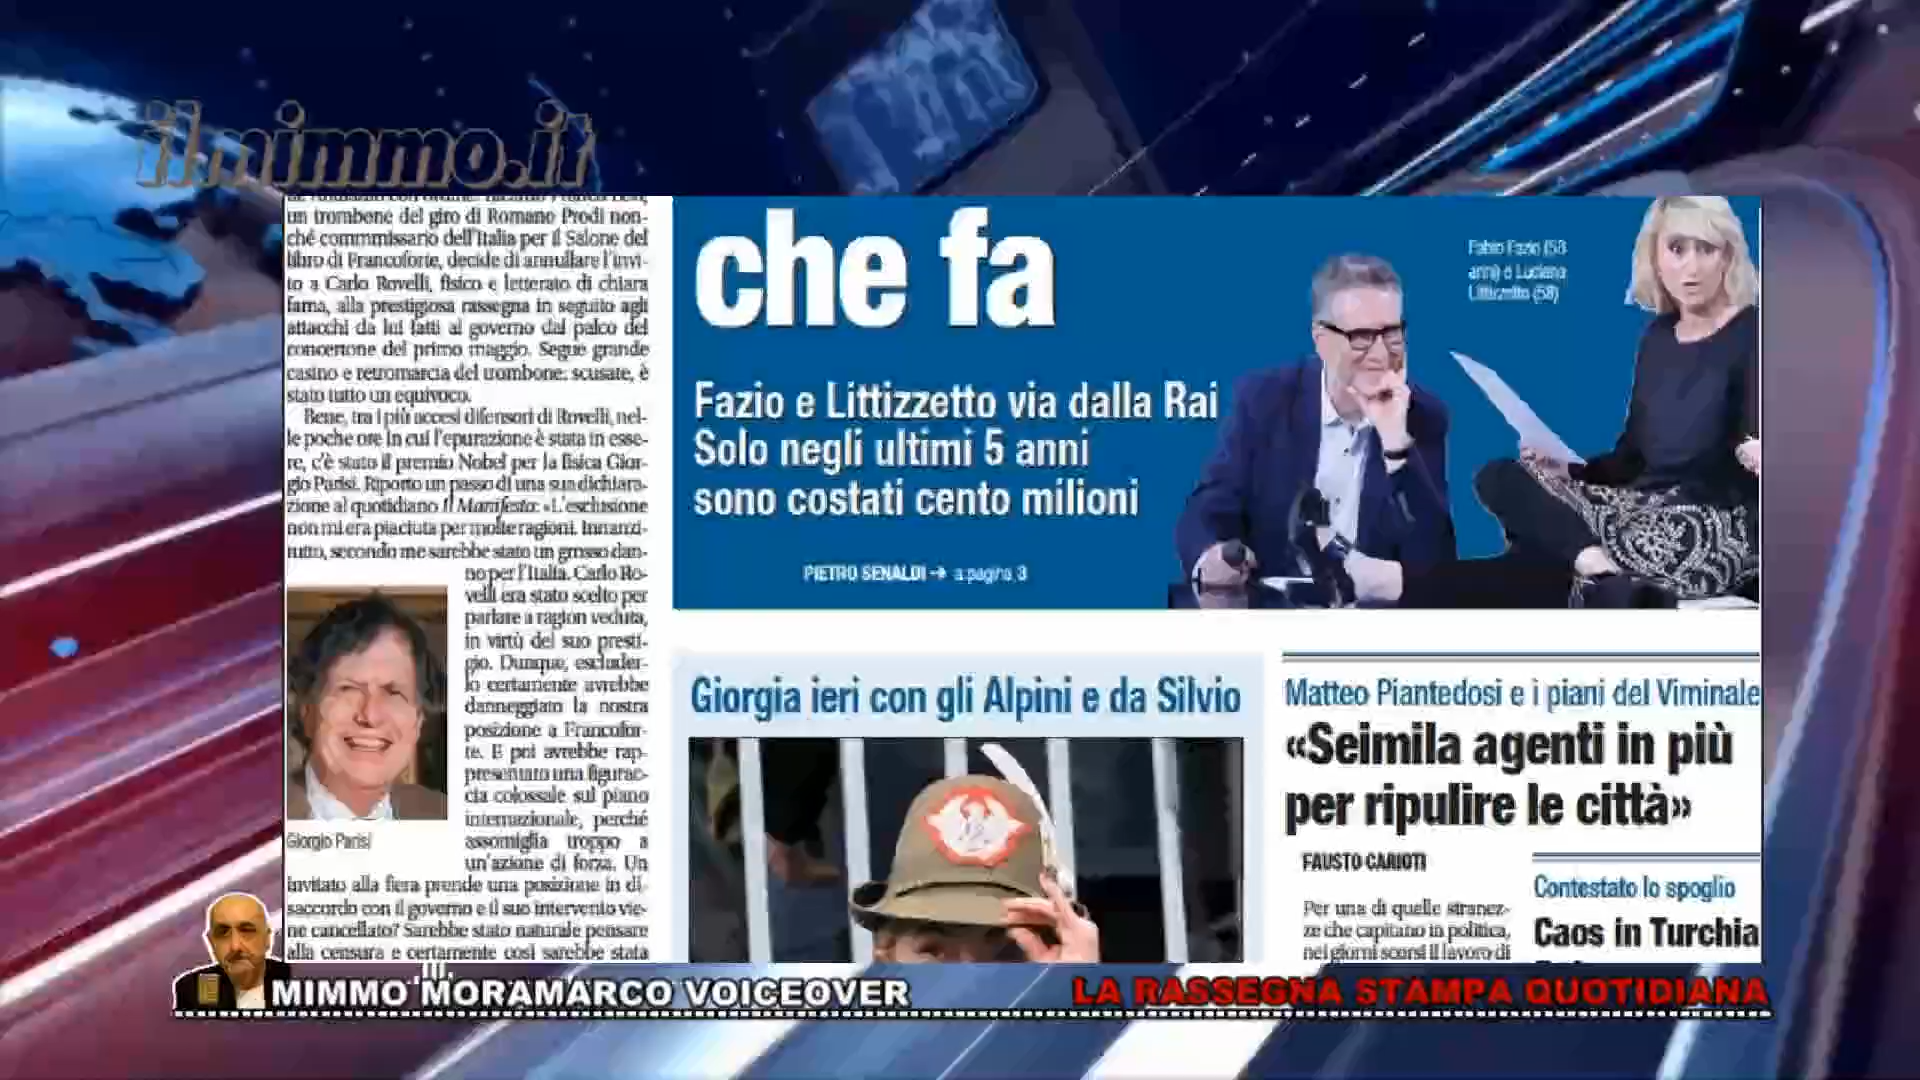 il mimmo.it
un trombone del giro di Romano Prodi non-
ché commmissario dell'Italia per il Salone del
libro di Francoforte, decide di annullare l'invi-
to a Carlo Rovelli, fisico e letterato di chiara
fama, alla prestigiosa rassegna in seguito agli
attacchi da lui fatti al governo dal palco del
concertone del primo maggio. Segue grande
casino e retromarcia del trombone: scusate, è
stato tutto un equivoco.
Bene, tra i più accesi difensori di Rovelli, nel-
le poche ore in cui l'epurazione è stata in esse-
re, c'è stato il premio Nobel per la fisica Gior-
gio Parisi. Riporto un passo di una sua dichiara-
zione al quotidiano Il Manifesto: «L'esclusione
non mi era piaciuta per molte ragioni. Innanzi-
tutto, secondo me sarebbe stato un grosso dan-
no per l'Italia. Carlo Ro-
velli era stato scelto per
parlare a ragion veduta,
in virtù del suo presti-
gio. Dunque, escluder-
lo certamente avrebbe
danneggiato la nostra
posizione a Francofor-
te. E poi avrebbe rap-
presentato una figurac-
cia colossale sul piano
internazionale, perché
assomiglia troppo a
un'azione di forza. Un
invitato alla fiera prende una posizione in di-
saccordo con il governo e il suo intervento vie-
ne cancellato? Sarebbe stato naturale pensare
alla censura e certamente così sarebbe stata
Giorgio Parisi
che fa
Fabio Fazio (58
anni) e Luciana
Littizzetto (58)
Fazio e Littizzetto via dalla Rai
Solo negli ultimi 5 anni
sono costati cento milioni
PIETRO SENALDI → a pagina 3
Giorgia ieri con gli Alpini e da Silvio
Matteo Piantedosi e i piani del Viminale
«Seimila agenti in più
per ripulire le città»
FAUSTO CARIOTI
Per una di quelle stranez-
ze che capitano in politica,
nei giorni scorsi il lavoro di
Contestato lo spoglio
Caos in Turchia
MIMMO MORAMARCO VOICEOVER
LA RASSEGNA STAMPA QUOTIDIANA